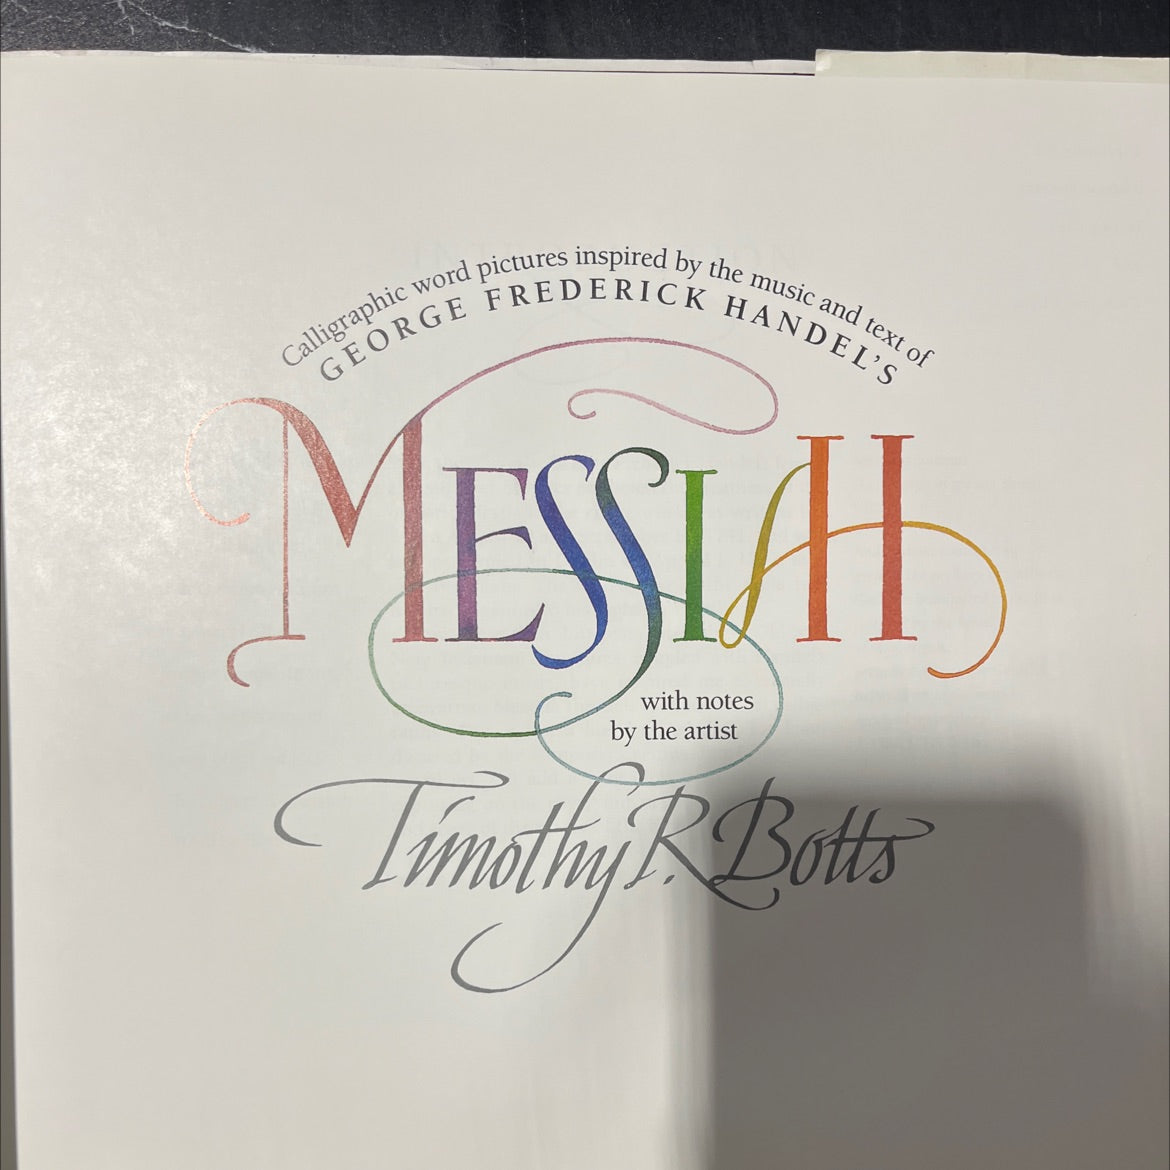 Calligraphic word pictures inspired by the music and text of
GEORGE FREDERICK HANDEL'S
MESSIAH
with notes
by the artist
Timothy R. Botts